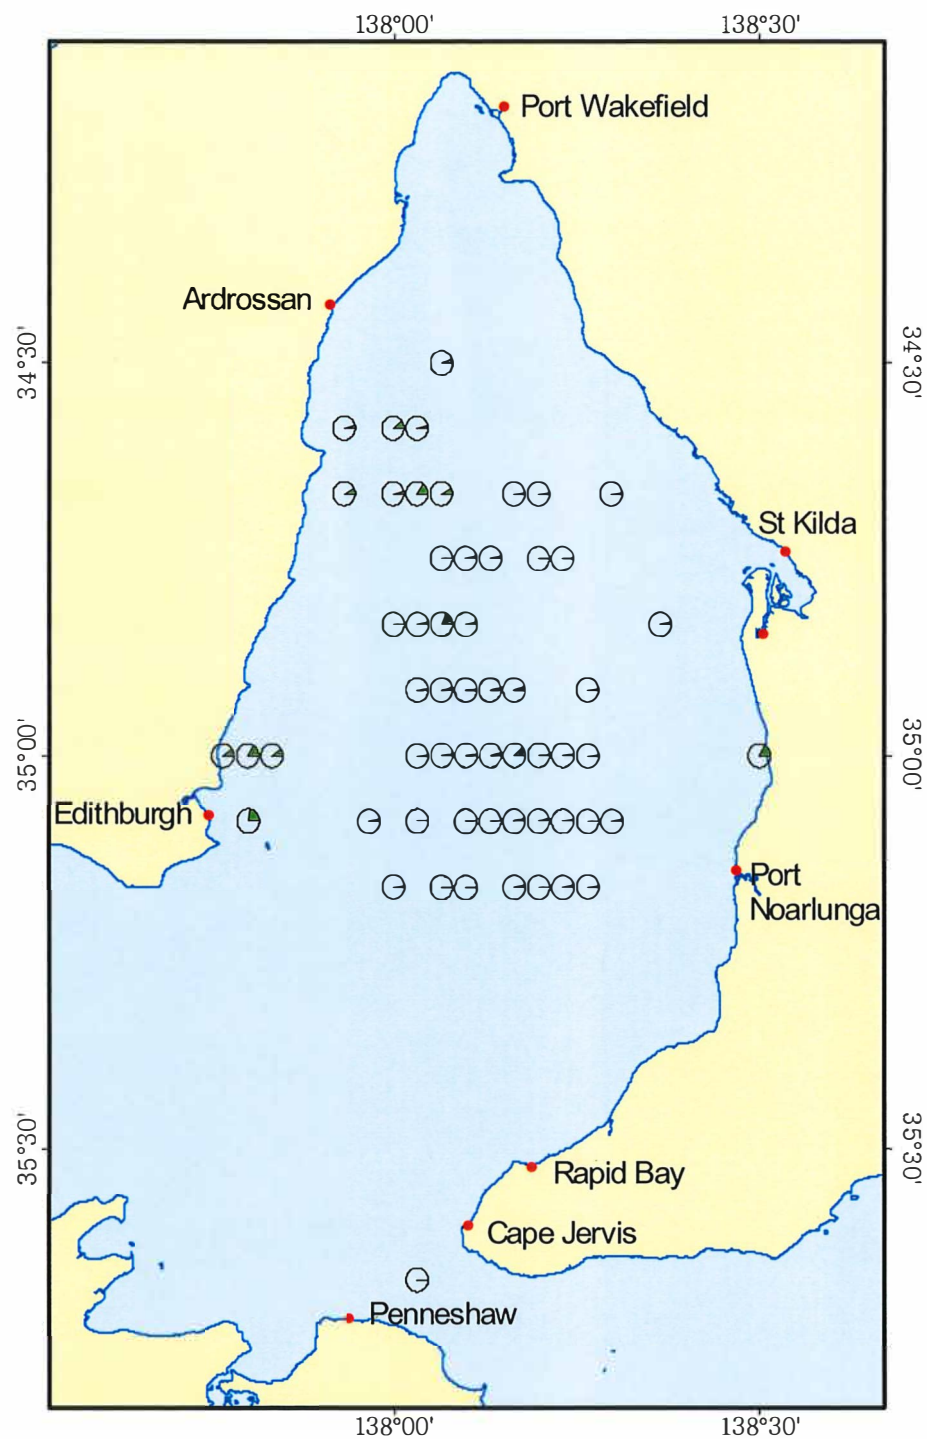 138°00' 138°30'
Port Wakefield
Ardrossan
34°30' 34°30'
St Kilda
35°00' 35°00'
Edithburgh
Port
Noarlunga
35°30' 35°30'
Rapid Bay
Cape Jervis
Penneshaw
138°00' 138°30'